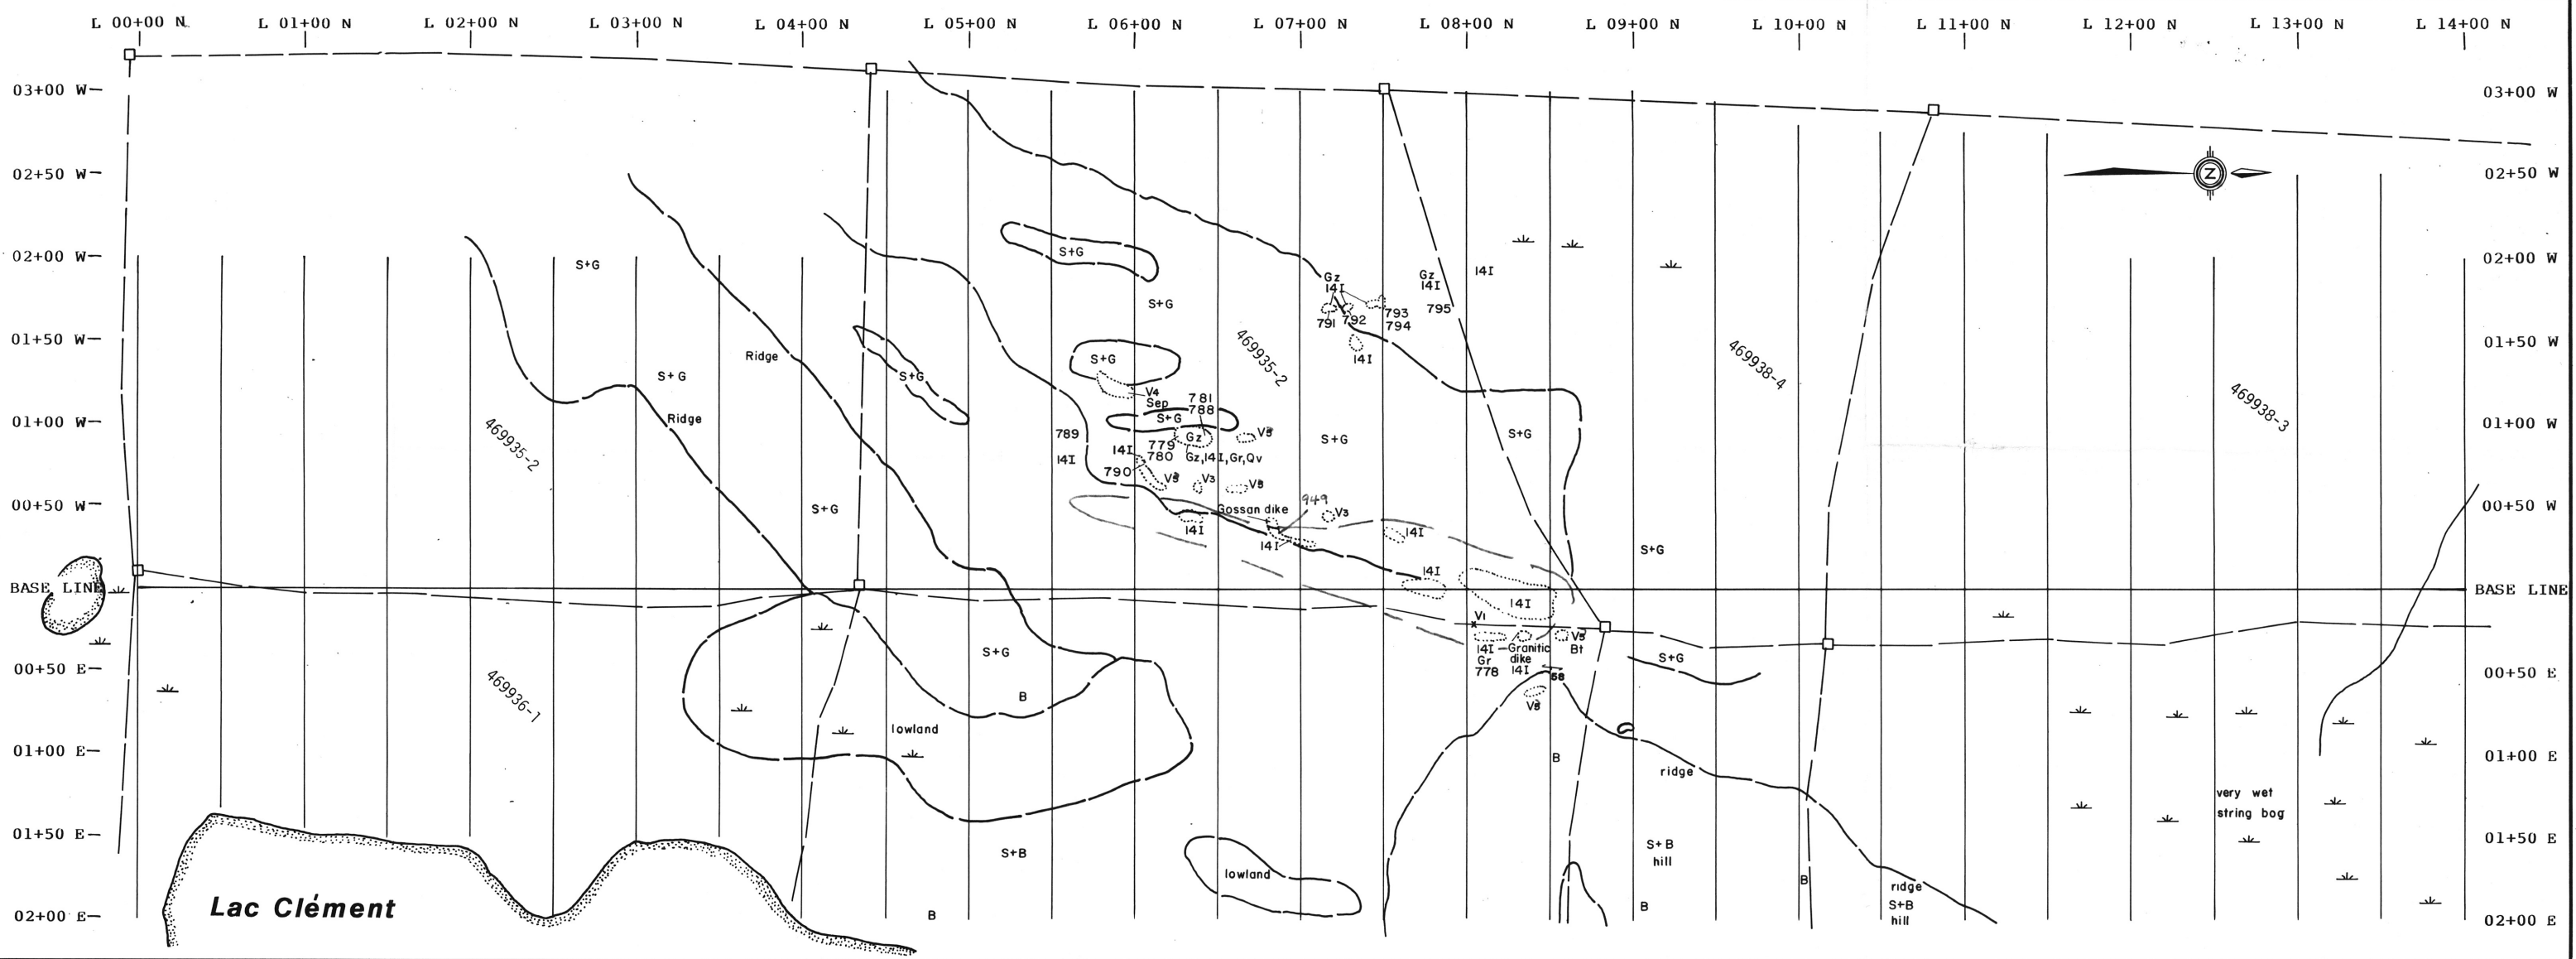 L 00+00 N L 01+00 N L 02+00 N L 03+00 N L 04+00 N L 05+00 N L 06+00 N L 07+00 N L 08+00 N L 09+00 N L 10+00 N L 11+00 N L 12+00 N L 13+00 N L 14+00 N
03+00 W 03+00 W
02+50 W Z 02+50 W
02+00 W S+G S+G 02+00 W
Gz Gz 14I
14I 14I
S+G 793 795
791 792 794
01+50 W 469935-2 469938-4 01+50 W
Ridge S+G 14I
S+G S+G 469938-3
V4
Sep 781
788
01+00 W Ridge S+G 01+00 W
469935-2 789 Gz V3 S+G S+G
14I 779
14I 780 Gz,14I,Gr,Qv
790 V3 V3 V3
00+50 W S+G Gossan dike 949 V3 00+50 W
14I 14I 14I
S+G
14I
BASE LINE BASE LINE
14I
V1
V3
14I Granitic Bt
Gr dike
778 14I
58
00+50 E S+G S+G 00+50 E
469936-1 B V3
lowland
01+00 E B 01+00 E
ridge
very wet
string bog
01+50 E S+B S+B 01+50 E
hill
lowland B ridge
S+B
hill
Lac Clément
02+00 E B B 02+00 E